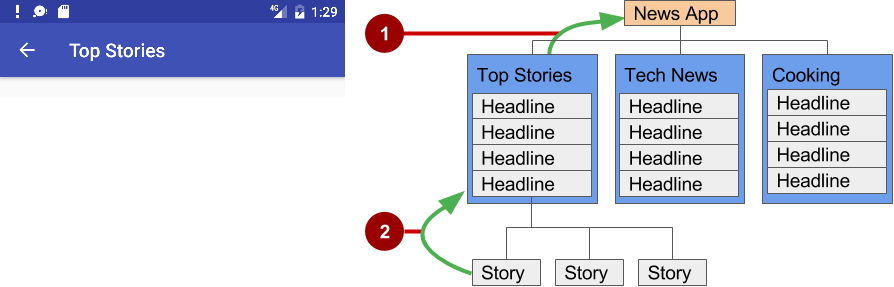 4G 1:29
Top Stories
News App
1
Top Stories Tech News Cooking
Headline Headline Headline
Headline Headline Headline
Headline Headline Headline
Headline Headline Headline
2
Story Story Story